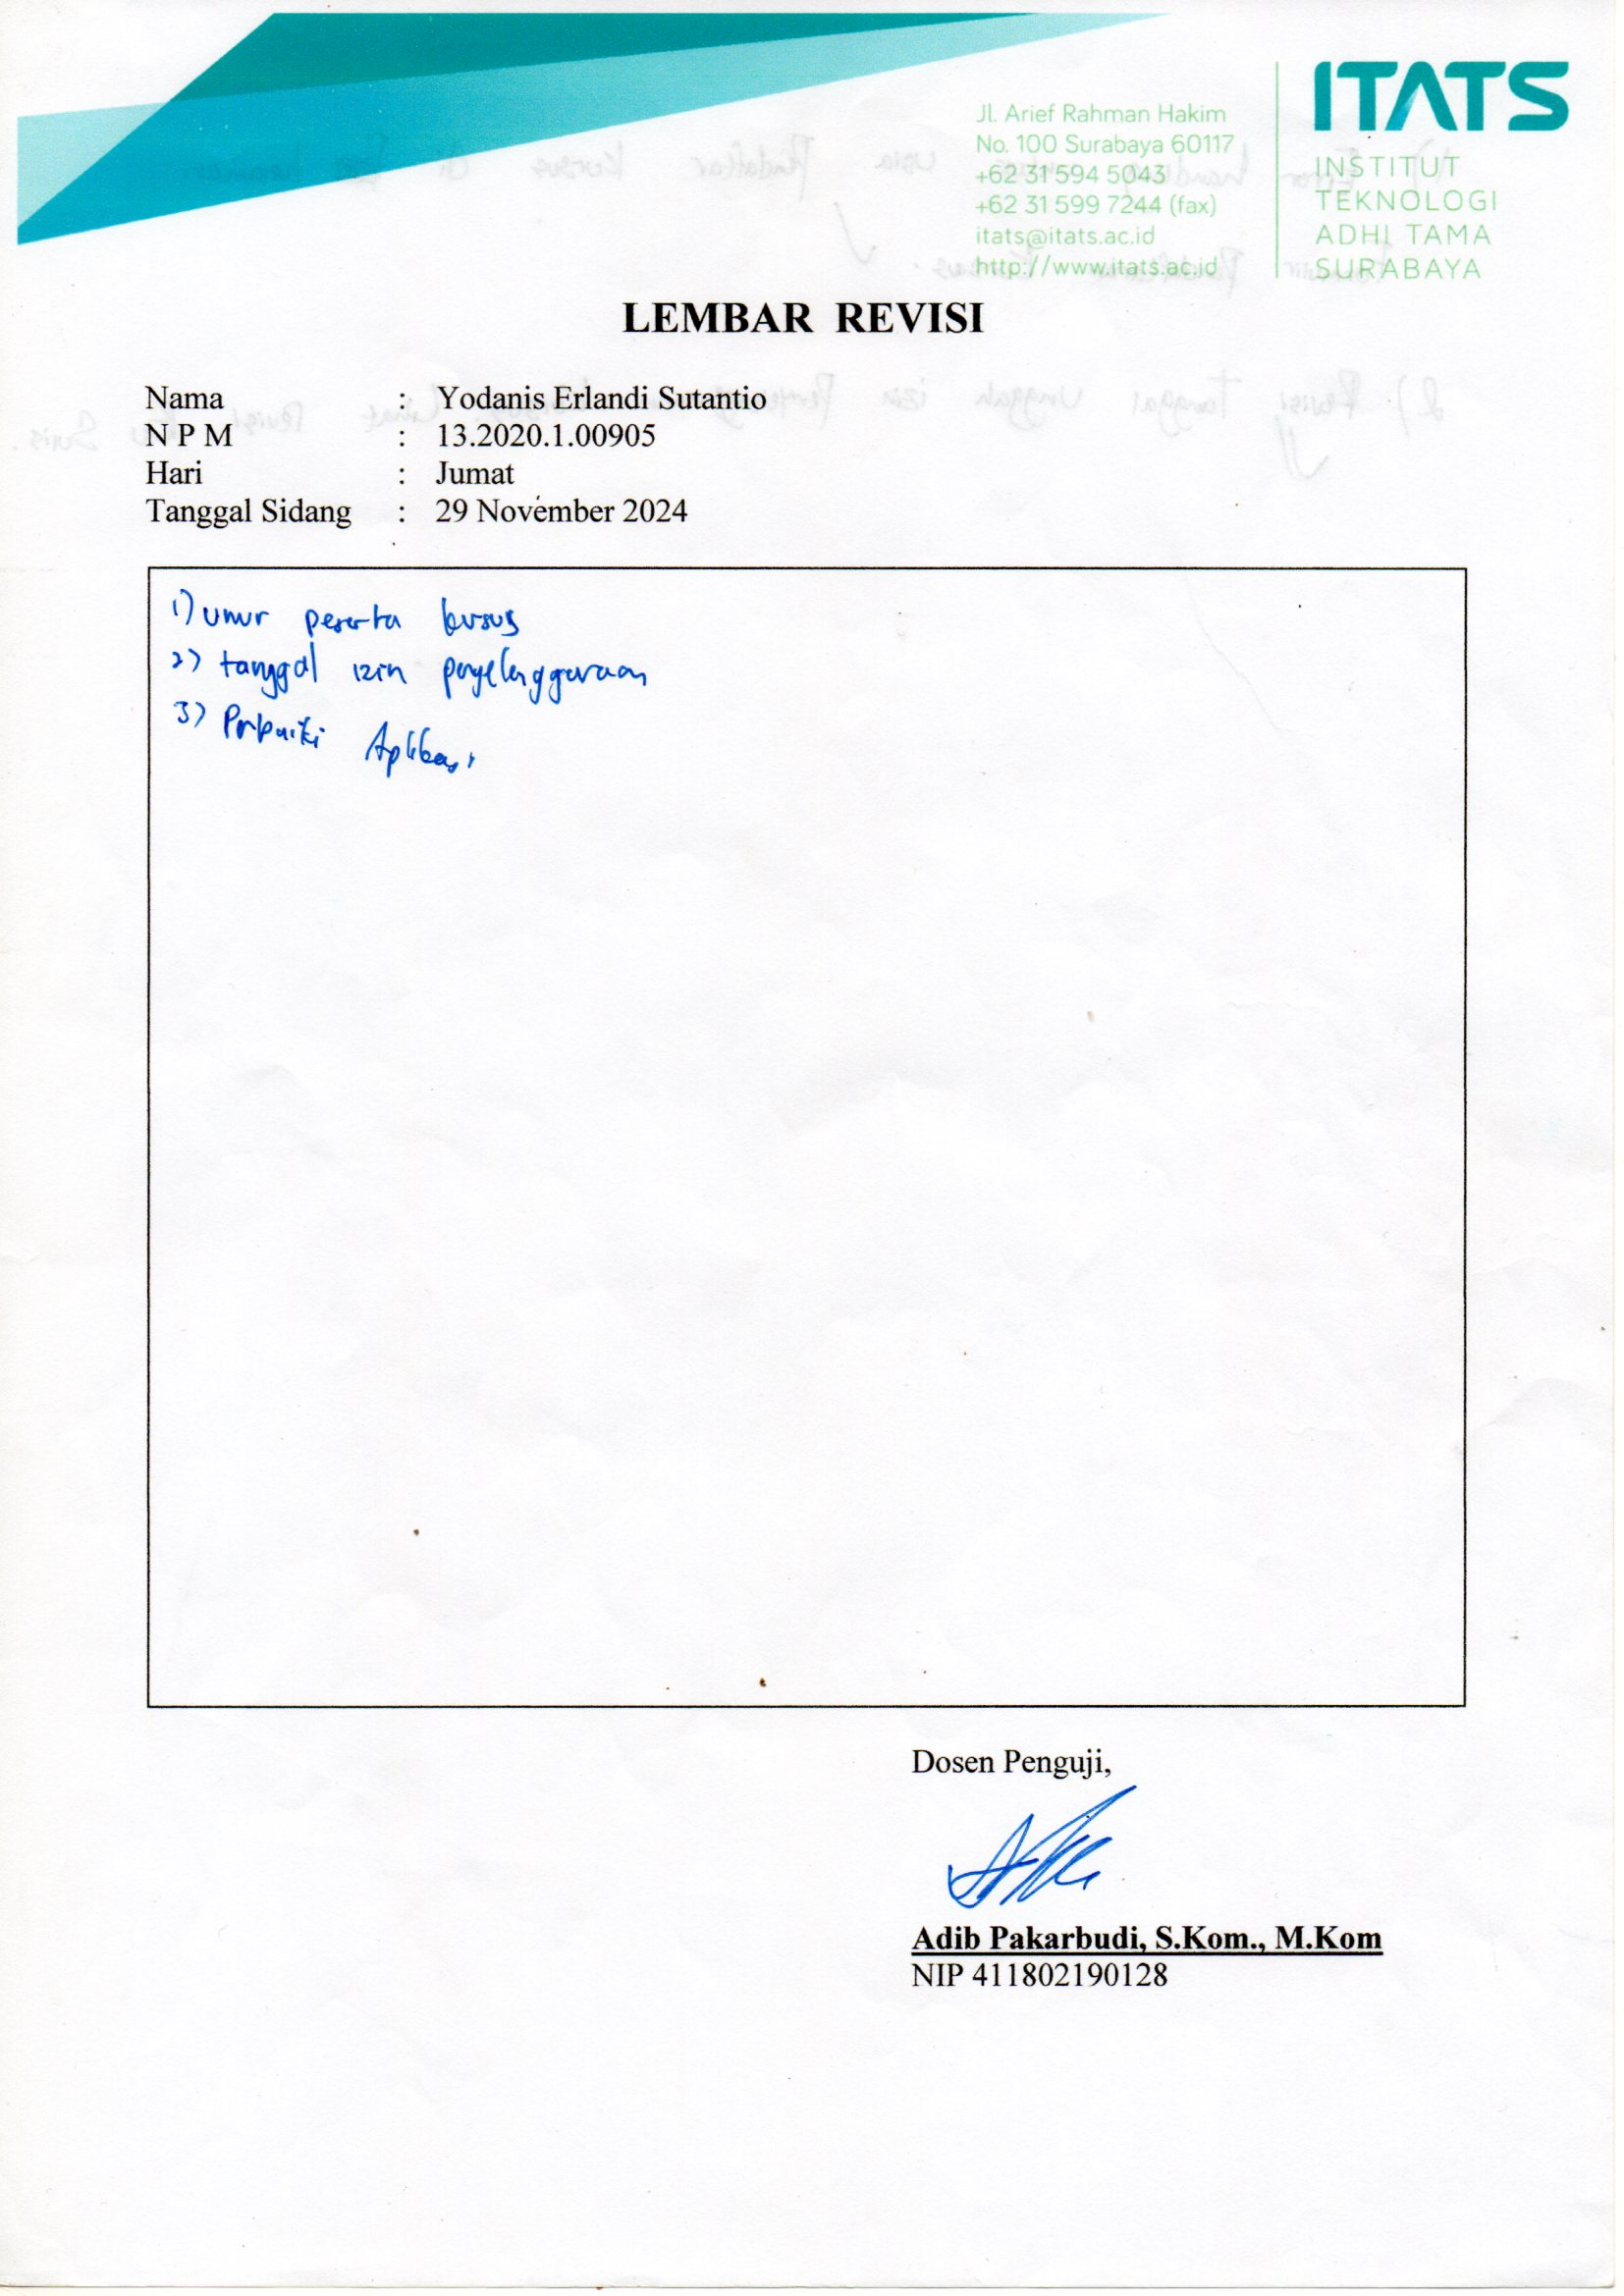 ITATS
Jl. Arief Rahman Hakim
No. 100 Surabaya 60117
+62 31 594 5043
+62 31 599 7244 (fax)
itats@itats.ac.id
http://www.itats.ac.id
INSTITUT
TEKNOLOGI
ADHI TAMA
SURABAYA
LEMBAR REVISI
Nama : Yodanis Erlandi Sutantio
N P M : 13.2020.1.00905
Hari : Jumat
Tanggal Sidang : 29 November 2024
1) umur peserta kursus
2) tanggal izin penyelenggaraan
3) Perbaiki Aplikasi
Dosen Penguji,
Adib Pakarbudi, S.Kom., M.Kom
NIP 411802190128